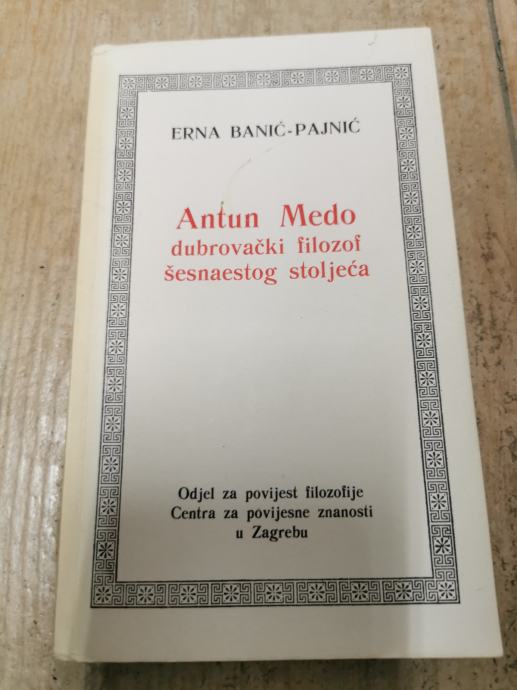 ERNA BANIĆ-PAJNIĆ
Antun Medo
dubrovački filozof
šesnaestog stoljeća
Odjel za povijest filozofije
Centra za povijesne znanosti
u Zagrebu